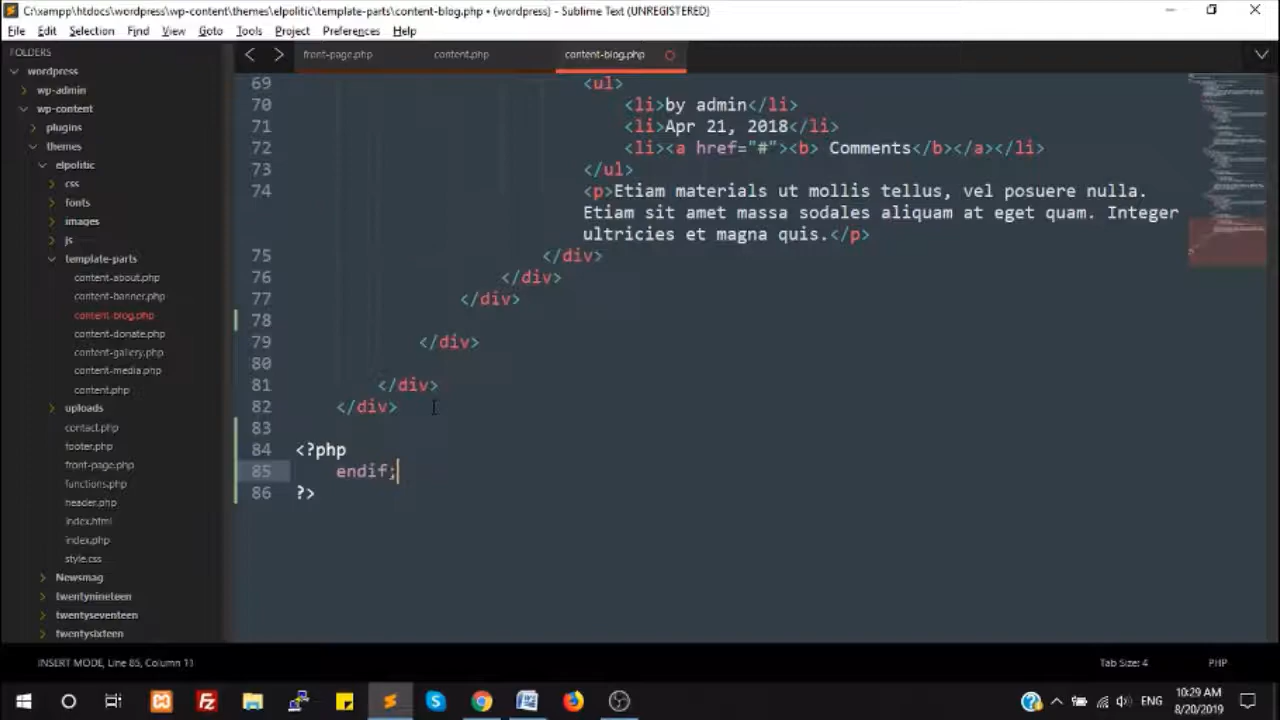 C:\xampp\htdocs\wordpress\wp-content\themes\elpolitic\template-parts\content-blog.php • (wordpress) - Sublime Text (UNREGISTERED)
File Edit Selection Find View Goto Tools Project Preferences Help
FOLDERS
wordpress
wp-admin
wp-content
plugins
themes
elpolitic
css
fonts
images
js
template-parts
content-about.php
content-banner.php
content-blog.php
content-donate.php
content-gallery.php
content-media.php
content.php
uploads
contact.php
footer.php
front-page.php
functions.php
header.php
index.html
index.php
style.css
Newsmag
twentynineteen
twentyseventeen
twentysixteen
front-page.php content.php content-blog.php
69 <ul>
70 <li>by admin</li>
71 <li>Apr 21, 2018</li>
72 <li><a href="#"><b> Comments</b></a></li>
73 </ul>
74 <p>Etiam materials ut mollis tellus, vel posuere nulla.
Etiam sit amet massa sodales aliquam at eget quam. Integer
ultricies et magna quis.</p>
75 </div>
76 </div>
77 </div>
78
79 </div>
80
81 </div>
82 </div>
83
84 <?php
85 endif;
86 ?>
INSERT MODE, Line 85, Column 11 Tab Size: 4 PHP
ENG 10:29 AM
8/20/2019